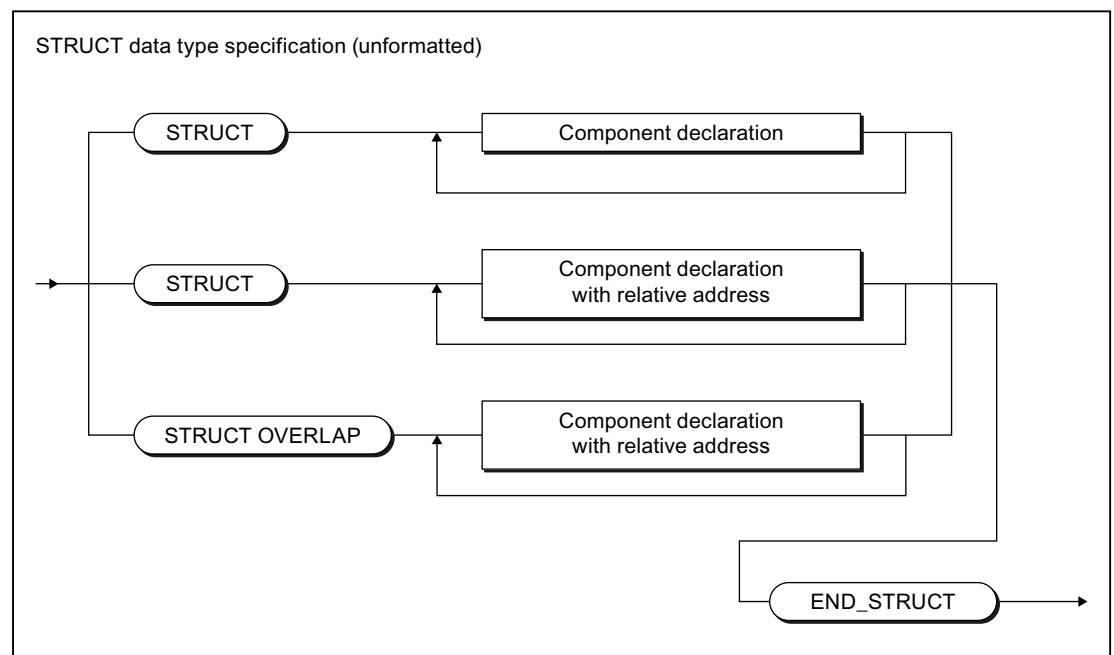 STRUCT data type specification (unformatted)
STRUCT
Component declaration
STRUCT
Component declaration
with relative address
STRUCT OVERLAP
Component declaration
with relative address
END_STRUCT